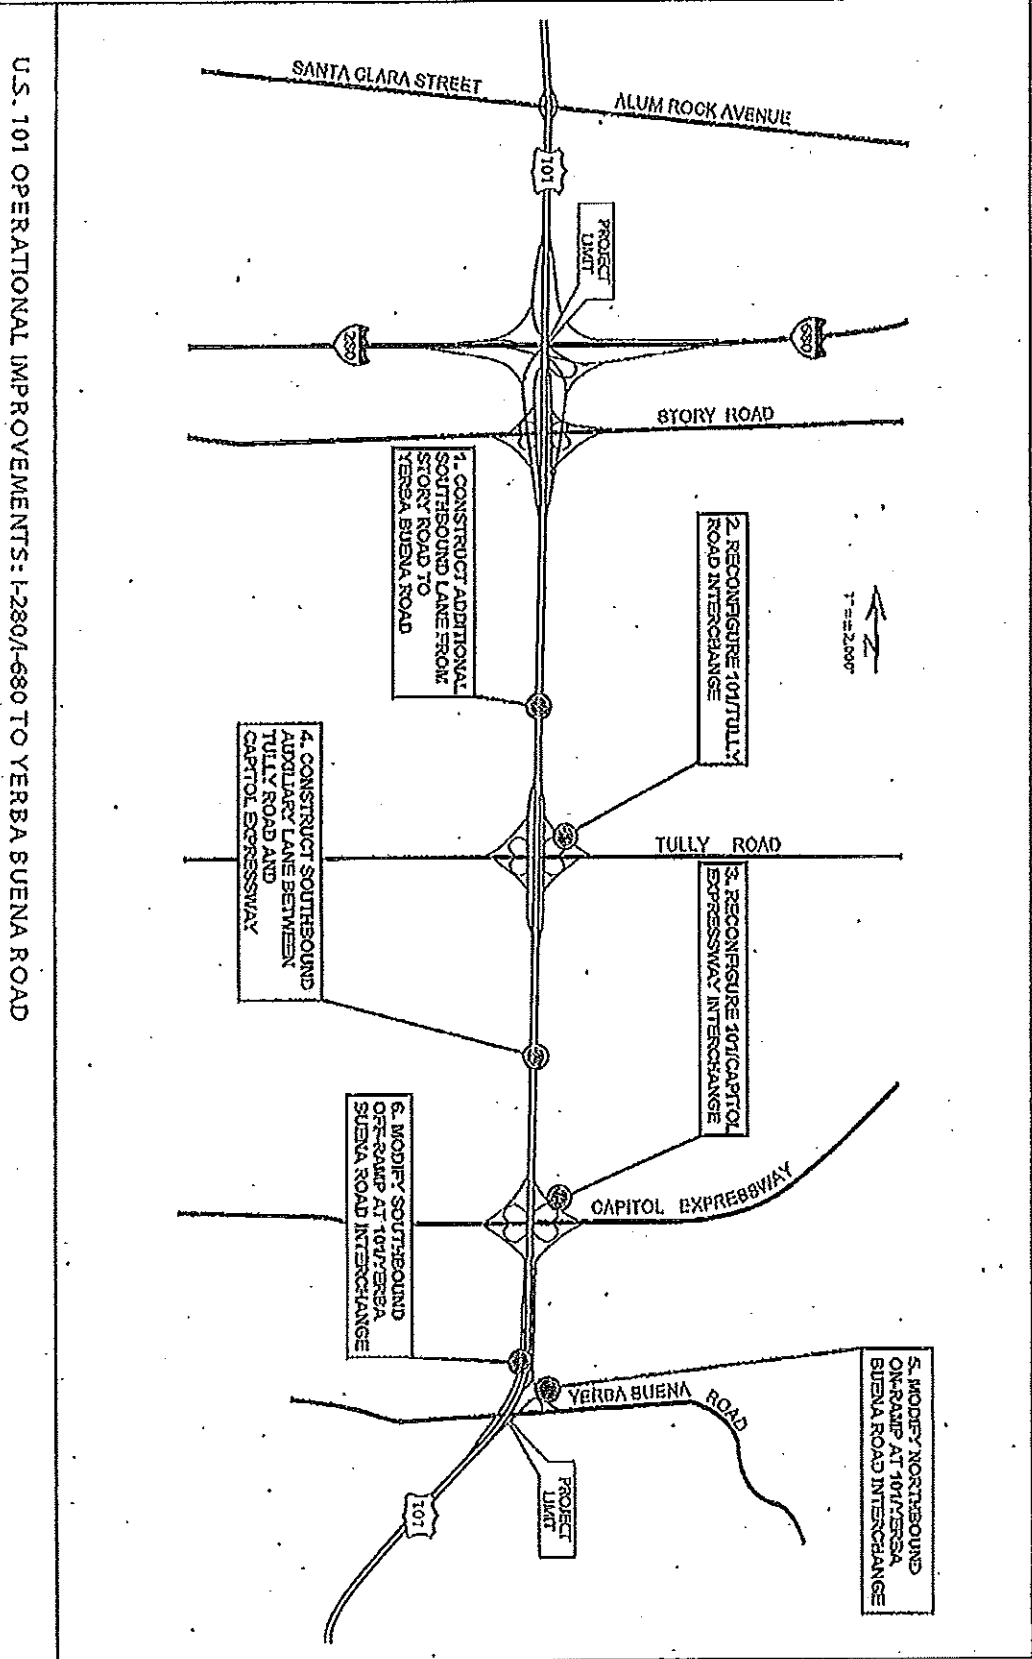 SANTA CLARA STREET
ALUM ROCK AVENUE
101
PROJECT
LIMIT
280
680
STORY ROAD
1. CONSTRUCT ADDITIONAL
SOUTHBOUND LANE FROM
STORY ROAD TO
YERBA BUENA ROAD
2. RECONFIGURE 101/TULLY
ROAD INTERCHANGE
N
TULLY ROAD
3. RECONFIGURE 101/CAPITOL
EXPRESSWAY INTERCHANGE
4. CONSTRUCT SOUTHBOUND
AUXILIARY LANE BETWEEN
TULLY ROAD AND
CAPITOL EXPRESSWAY
CAPITOL EXPRESSWAY
6. MODIFY SOUTHBOUND
OFF-RAMP AT 101/YERBA
BUENA ROAD INTERCHANGE
5. MODIFY NORTHBOUND
ON-RAMP AT 101/YERBA
BUENA ROAD INTERCHANGE
YERBA BUENA ROAD
PROJECT
LIMIT
101
U.S. 101 OPERATIONAL IMPROVEMENTS: I-280/I-680 TO YERBA BUENA ROAD